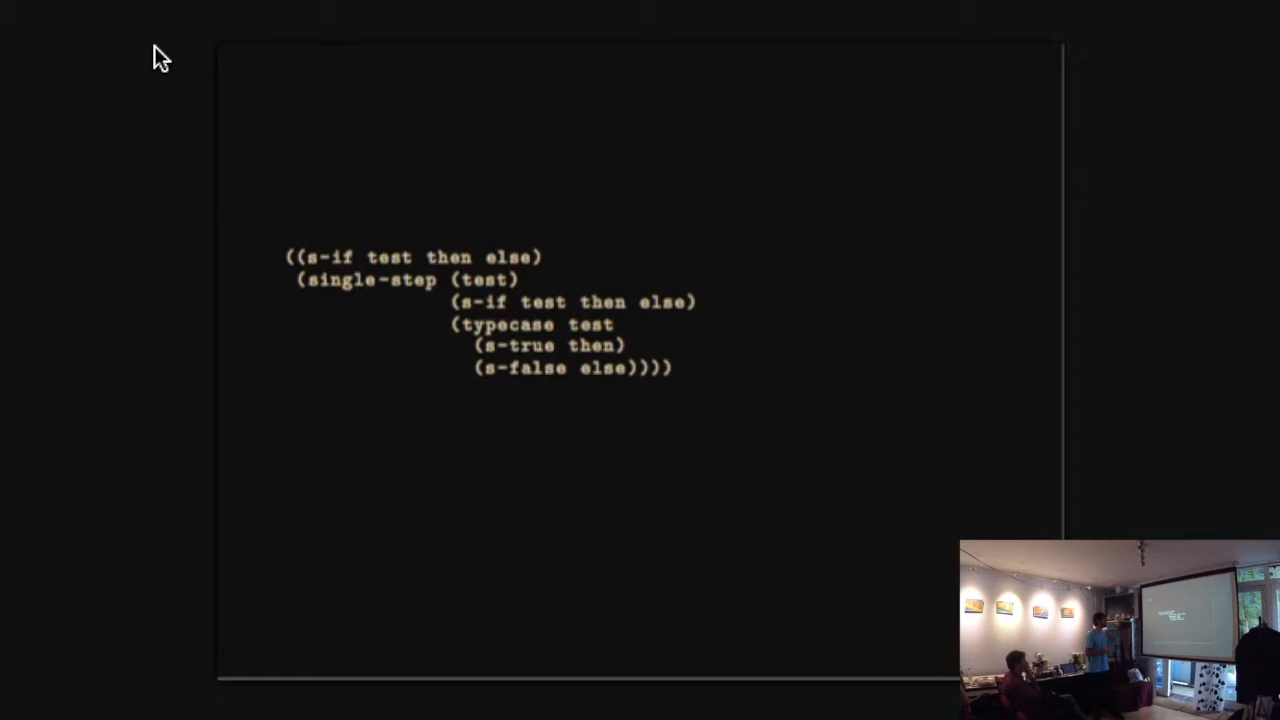 ((s-if test then else)
(single-step (test)
(s-if test then else)
(typecase test
(s-true then)
(s-false else))))